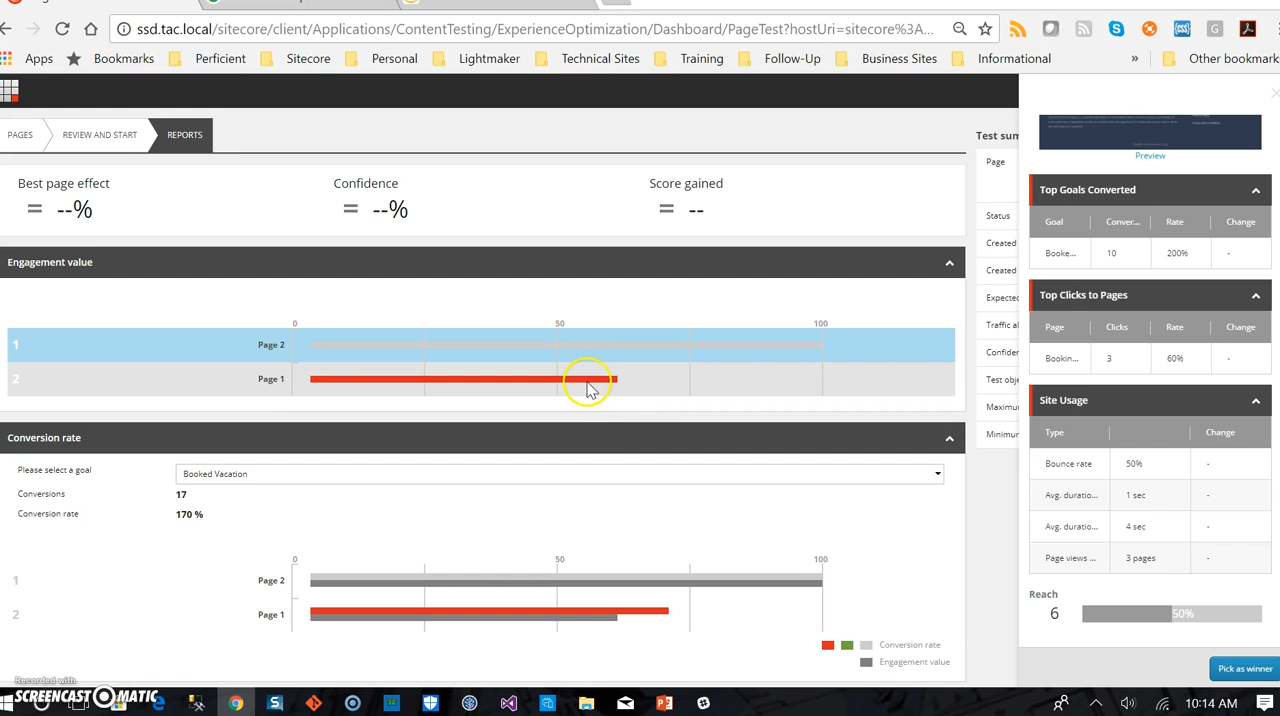 ssd.tac.local/sitecore/client/Applications/ContentTesting/ExperienceOptimization/Dashboard/PageTest?hostUri=sitecore%3A...
Apps Bookmarks Perficient Sitecore Personal Lightmaker Technical Sites Training Follow-Up Business Sites Informational » Other bookmarks
PAGES REVIEW AND START REPORTS
Test sum
Best page effect Confidence Score gained
= --% = --% = --
Page
Status
Created
Created
Expected
Traffic al
Confiden
Test obje
Maximu
Minimun
Engagement value
0 50 100
1 Page 2
2 Page 1
Conversion rate
Please select a goal Booked Vacation
Conversions 17
Conversion rate 170 %
0 50 100
1 Page 2
2 Page 1
Conversion rate
Engagement value
Preview
Top Goals Converted
Goal Conver... Rate Change
Booke... 10 200% -
Top Clicks to Pages
Page Clicks Rate Change
Bookin... 3 60% -
Site Usage
Type Change
Bounce rate 50% -
Avg. duratio... 1 sec -
Avg. duratio... 4 sec -
Page views ... 3 pages -
Reach
6 50%
Pick as winner
Recorded with
SCREENCAST MATIC
10:14 AM